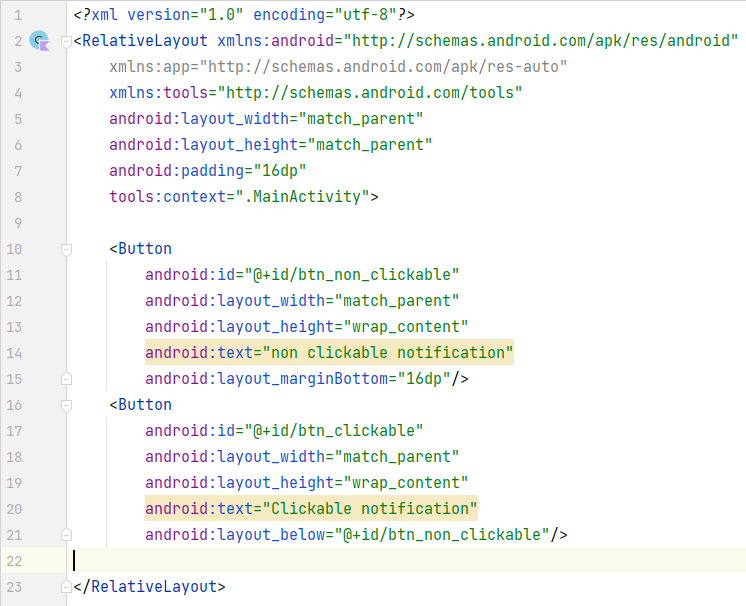 1 <?xml version="1.0" encoding="utf-8"?>
2 <RelativeLayout xmlns:android="http://schemas.android.com/apk/res/android"
3 xmlns:app="http://schemas.android.com/apk/res-auto"
4 xmlns:tools="http://schemas.android.com/tools"
5 android:layout_width="match_parent"
6 android:layout_height="match_parent"
7 android:padding="16dp"
8 tools:context=".MainActivity">
9
10 <Button
11 android:id="@+id/btn_non_clickable"
12 android:layout_width="match_parent"
13 android:layout_height="wrap_content"
14 android:text="non clickable notification"
15 android:layout_marginBottom="16dp"/>
16 <Button
17 android:id="@+id/btn_clickable"
18 android:layout_width="match_parent"
19 android:layout_height="wrap_content"
20 android:text="Clickable notification"
21 android:layout_below="@+id/btn_non_clickable"/>
22
23 </RelativeLayout>